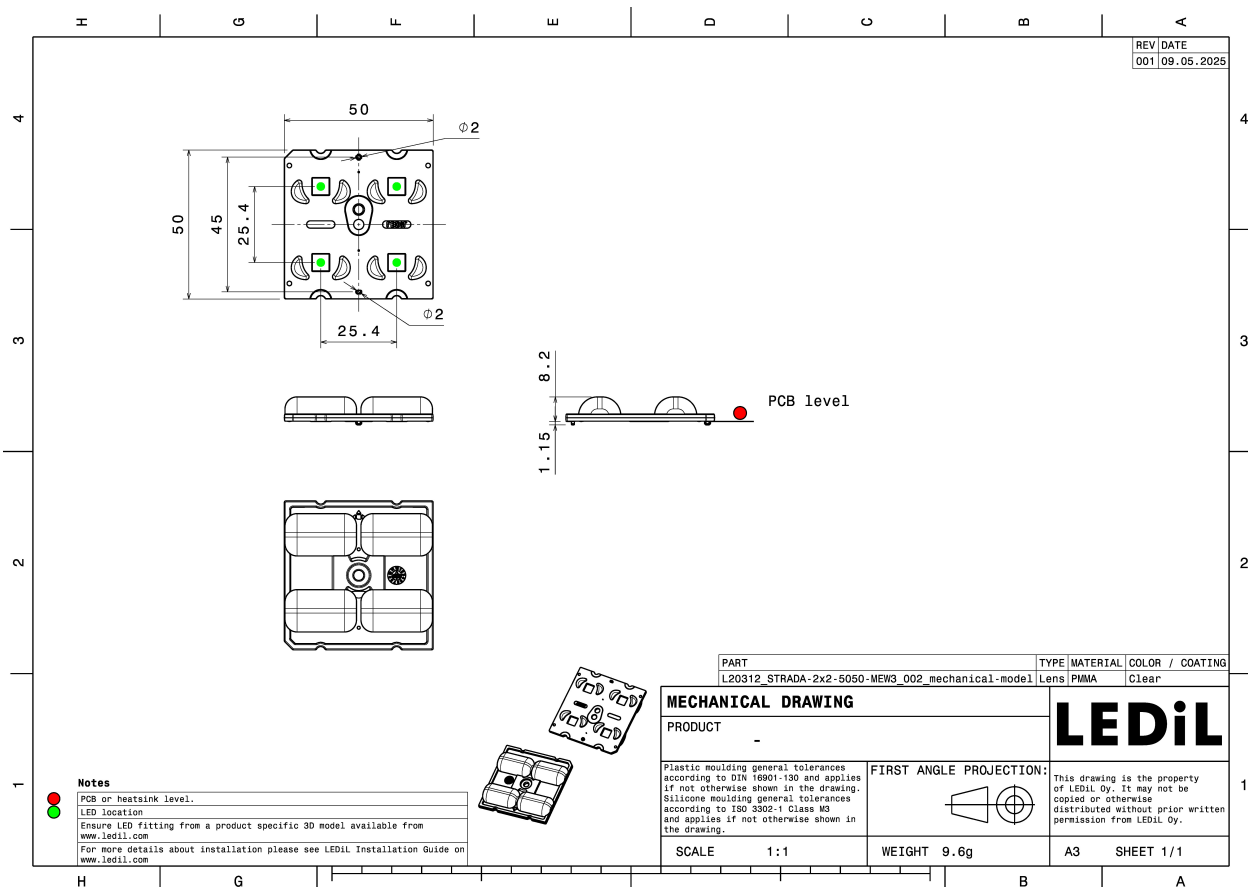 H G F E D C B A
REV DATE
001 09.05.2025
4 4
50
⌀2
50
45
25.4
⌀2
25.4
3 3
8.2
PCB level
1.15
2 2
PART TYPE MATERIAL COLOR / COATING
L20312_STRADA-2x2-5050-MEW3_002_mechanical-model Lens PMMA Clear
MECHANICAL DRAWING
PRODUCT
-
LEDiL
Plastic moulding general tolerances
according to DIN 16901-130 and applies
if not otherwise shown in the drawing.
Silicone moulding general tolerances
according to ISO 3302-1 Class M3
and applies if not otherwise shown in
the drawing.
FIRST ANGLE PROJECTION:
This drawing is the property
of LEDiL Oy. It may not be
copied or otherwise
distributed without prior written
permission from LEDiL Oy.
1 1
Notes
PCB or heatsink level.
LED location
Ensure LED fitting from a product specific 3D model available from
www.ledil.com
For more details about installation please see LEDiL Installation Guide on
www.ledil.com
SCALE 1:1
WEIGHT 9.6g
A3 SHEET 1/1
H G B A